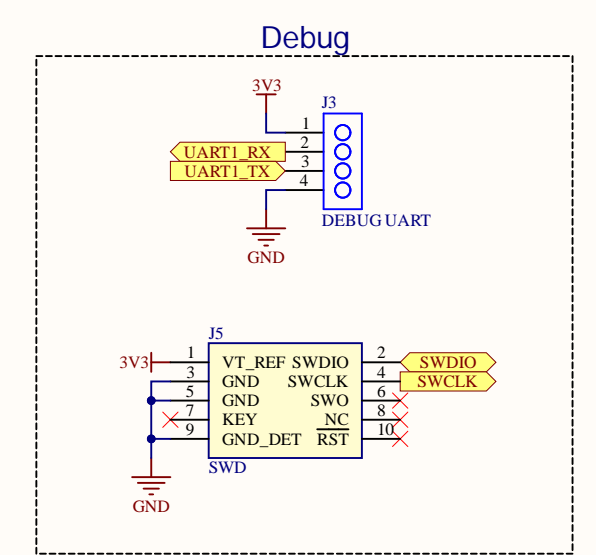 Debug
3V3
J3
1
2
3
4
UART1_RX
UART1_TX
DEBUG UART
GND
J5
3V3
1 VT_REF SWDIO 2 SWDIO
3 GND SWCLK 4 SWCLK
5 GND SWO 6
7 KEY NC 8
9 GND_DET RST 10
SWD
GND